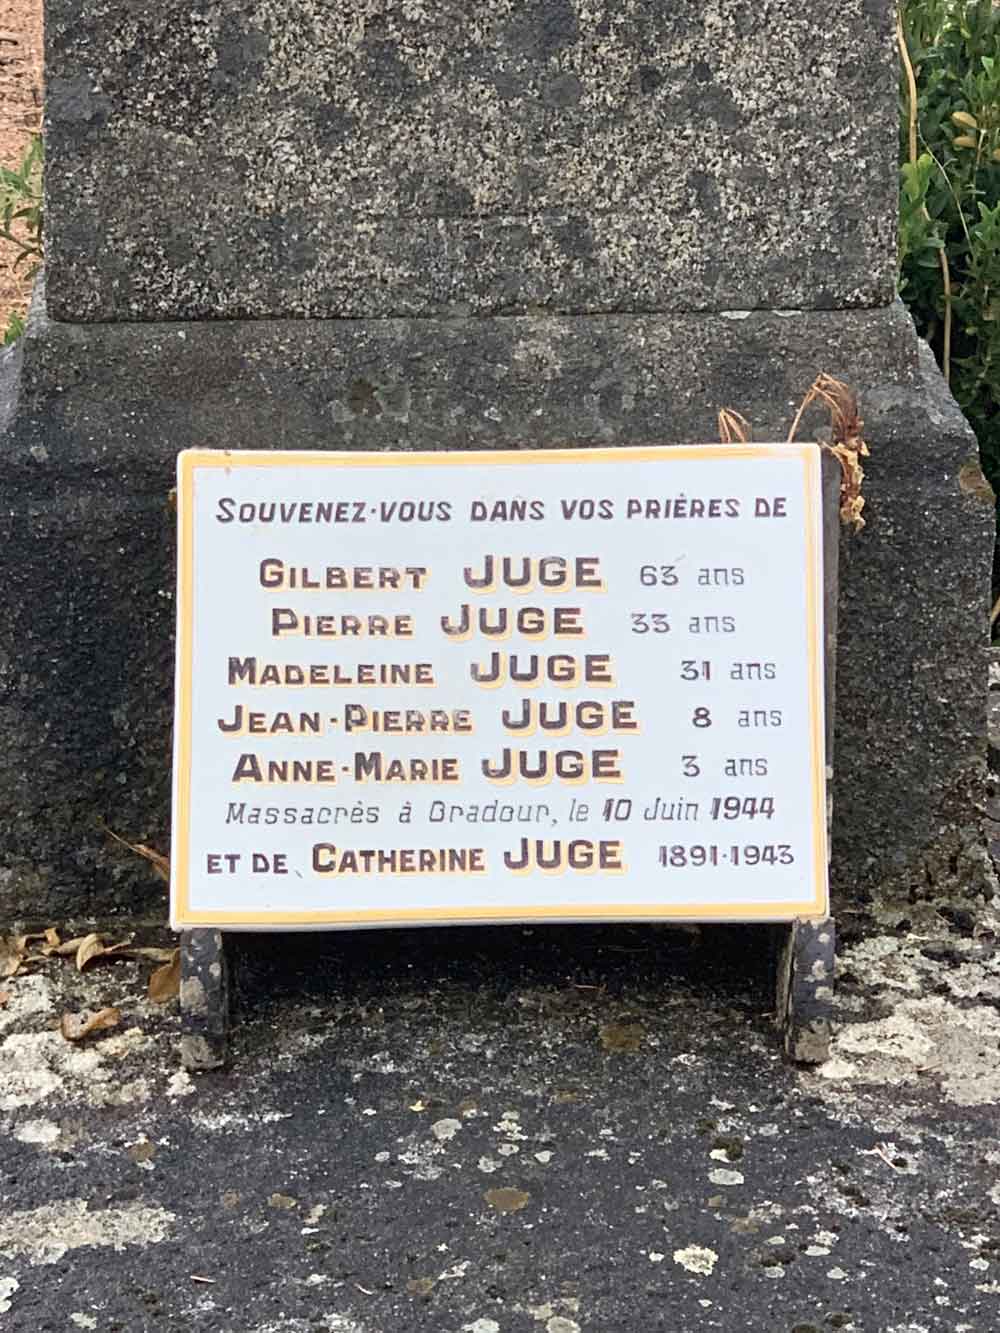 SOUVENEZ-VOUS DANS VOS PRIÈRES DE
GILBERT JUGE 63 ans
PIERRE JUGE 33 ans
MADELEINE JUGE 31 ans
JEAN-PIERRE JUGE 8 ans
ANNE-MARIE JUGE 3 ans
Massacrès à Oradour, le 10 Juin 1944
ET DE CATHERINE JUGE 1891-1943